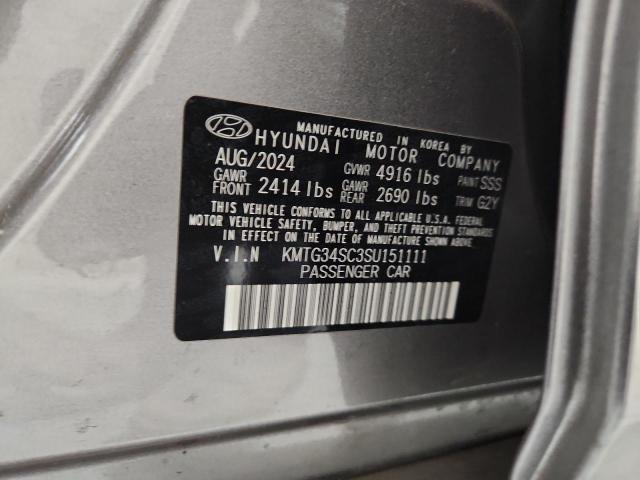 MANUFACTURED IN KOREA BY
HYUNDAI MOTOR COMPANY
AUG/2024 GVWR 4916 lbs PAINT SSS
GAWR FRONT 2414 lbs GAWR REAR 2690 lbs TRIM GZY
THIS VEHICLE CONFORMS TO ALL APPLICABLE U.S.A. FEDERAL
MOTOR VEHICLE SAFETY, BUMPER, AND THEFT PREVENTION STANDARDS
IN EFFECT ON THE DATE OF MANUFACTURE SHOWN ABOVE.
V.I.N KMTG34SC3SU151111
PASSENGER CAR